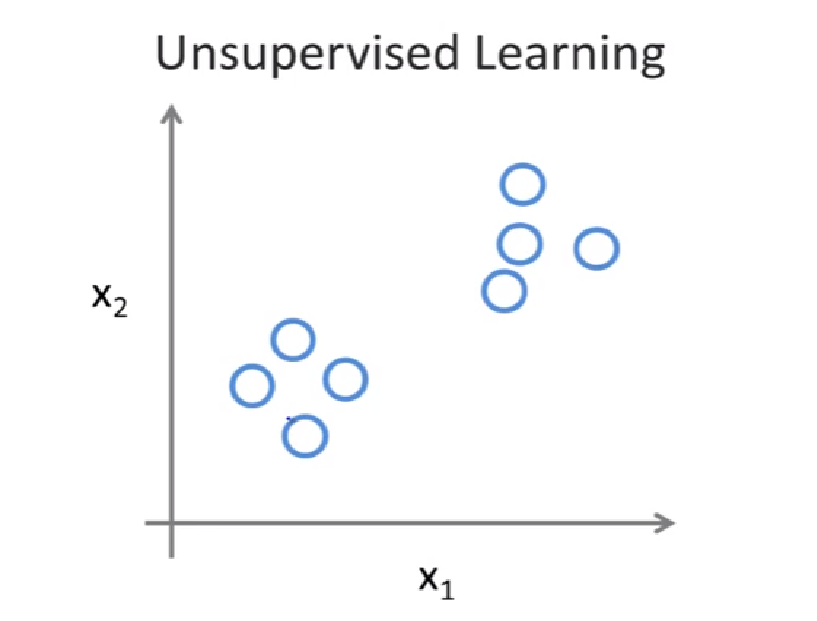 Unsupervised Learning
x₂
x₁